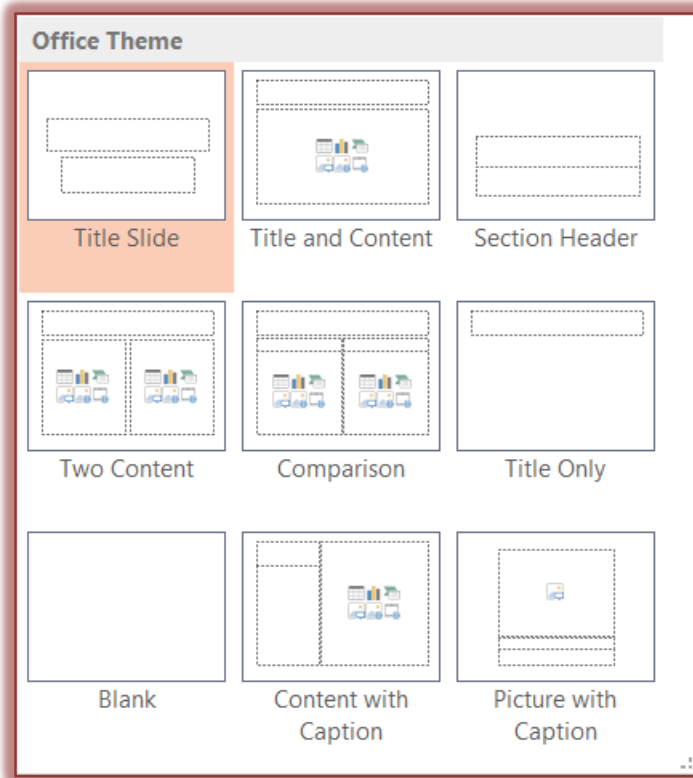 Office Theme
Title Slide
Title and Content
Section Header
Two Content
Comparison
Title Only
Blank
Content with
Caption
Picture with
Caption